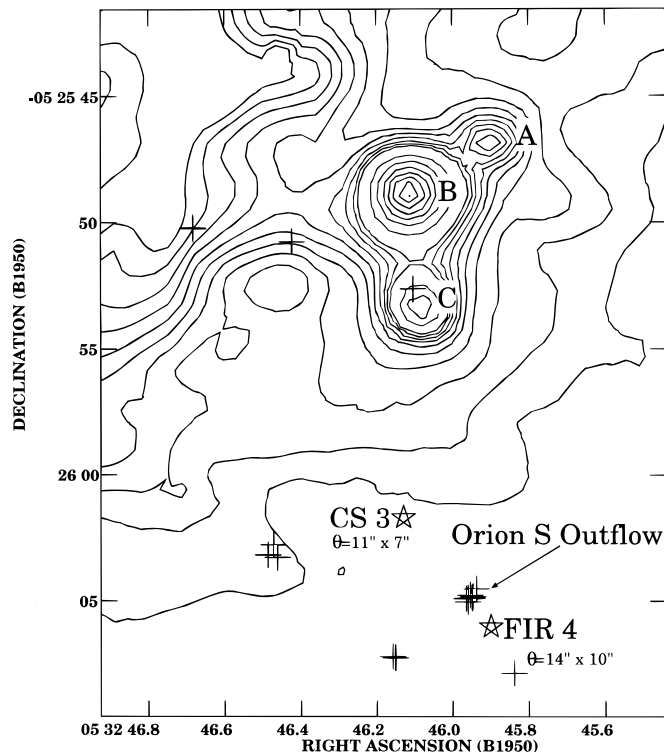 -05 25 45
A
B
50
C
DECLINATION (B1950)
55
26 00
CS 3
θ=11" x 7"
Orion S Outflow
05
FIR 4
θ=14" x 10"
05 32 46.8 46.6 46.4 46.2 46.0 45.8 45.6
RIGHT ASCENSION (B1950)